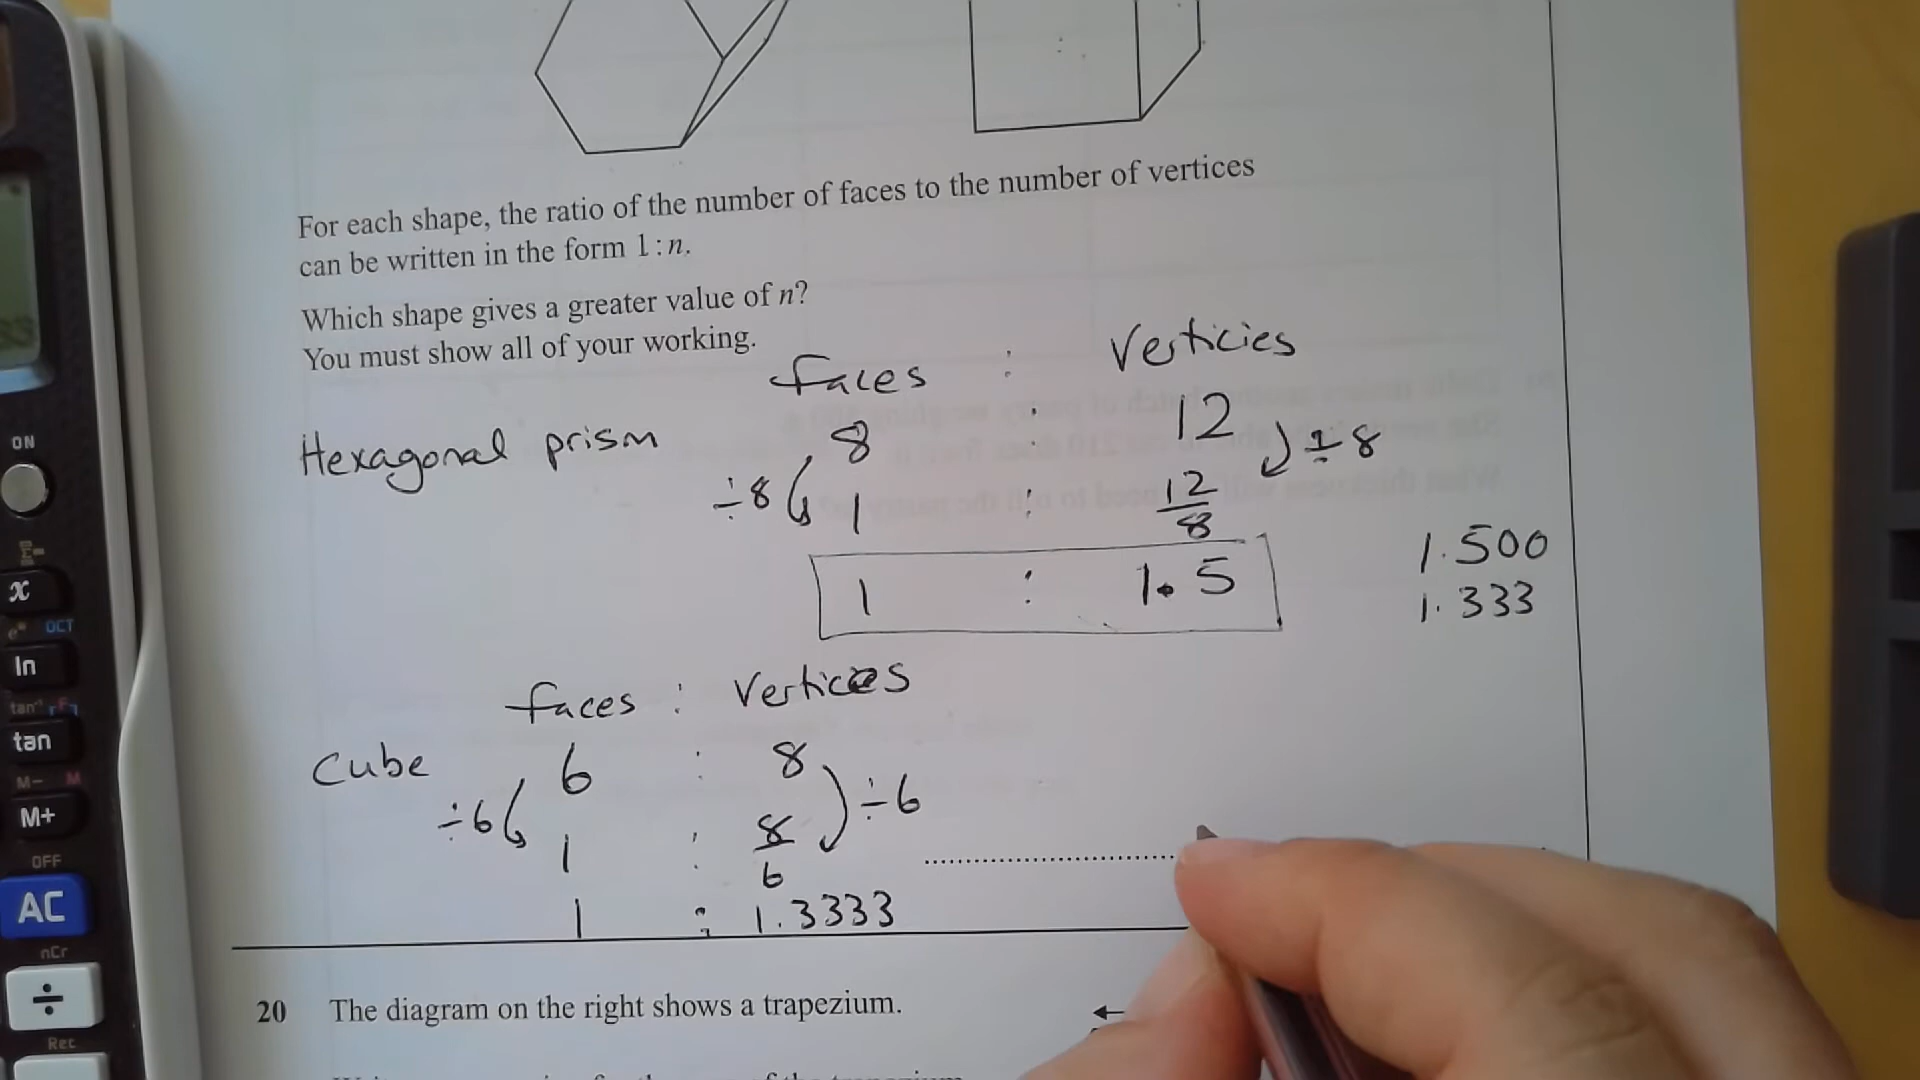 For each shape, the ratio of the number of faces to the number of vertices
can be written in the form 1 : n.
Which shape gives a greater value of n?
You must show all of your working.
faces : Verticies
Hexagonal prism 8 : 12
÷8 1 : 12/8 ÷8
1 : 1.5
1.500
1.333
faces : Vertices
Cube 6 : 8
÷6 1 : 8/6 ÷6
1 : 1.3333
20 The diagram on the right shows a trapezium.
ON
x
OCT
ln
tan
M− M
M+
OFF
AC
nCr
÷
Rec